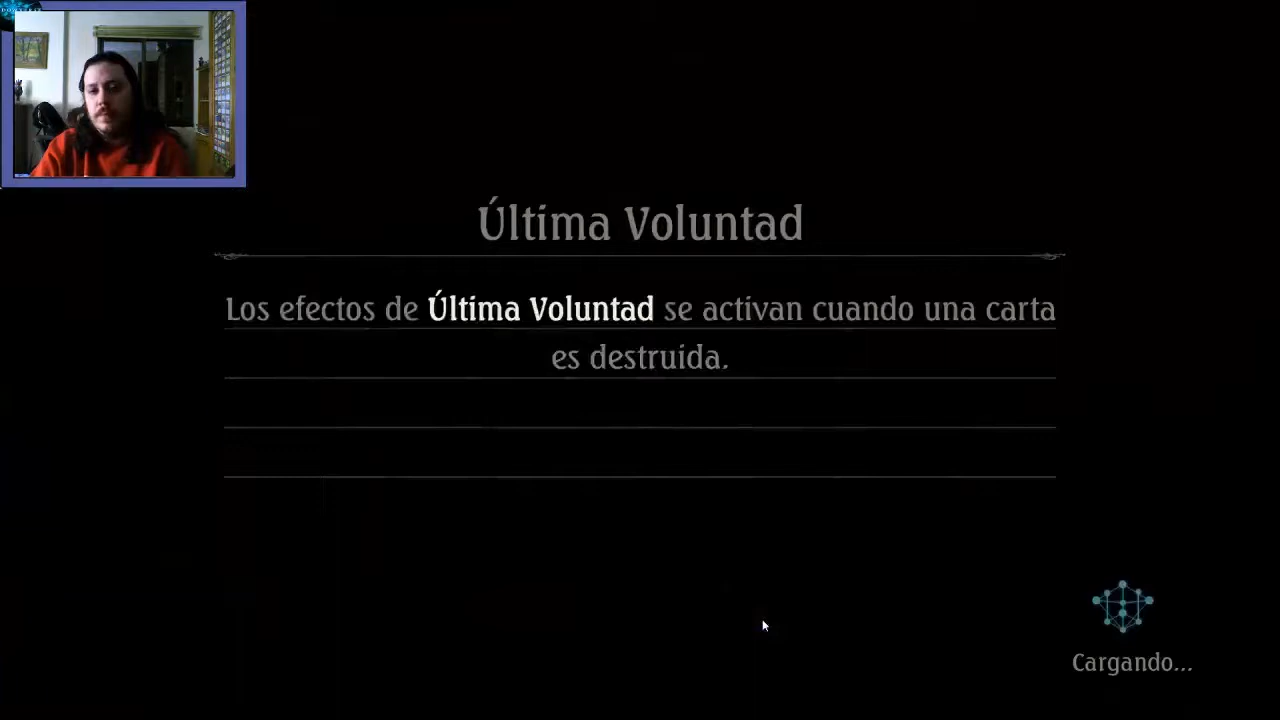 Última Voluntad
Los efectos de Última Voluntad se activan cuando una carta
es destruida.
Cargando...